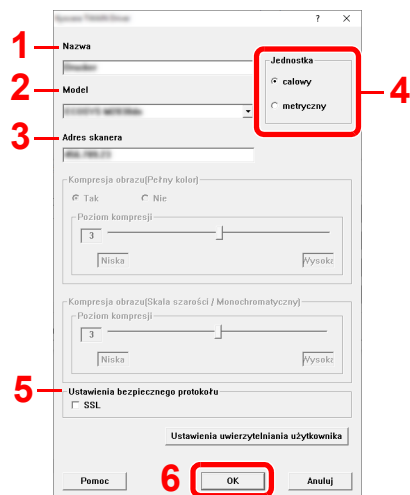 ?
1
Nazwa
Jednostka
calowy
metryczny
4
2
Model
3
Adres skanera
Kompresja obrazu(Pełny kolor)
Tak Nie
Poziom kompresji
3
Niska Wysoka
Kompresja obrazu(Skala szarości / Monochromatyczny)
Poziom kompresji
3
Niska Wysoka
5
Ustawienia bezpiecznego protokołu
SSL
Ustawienia uwierzytelniania użytkownika
6
Pomoc OK Anuluj